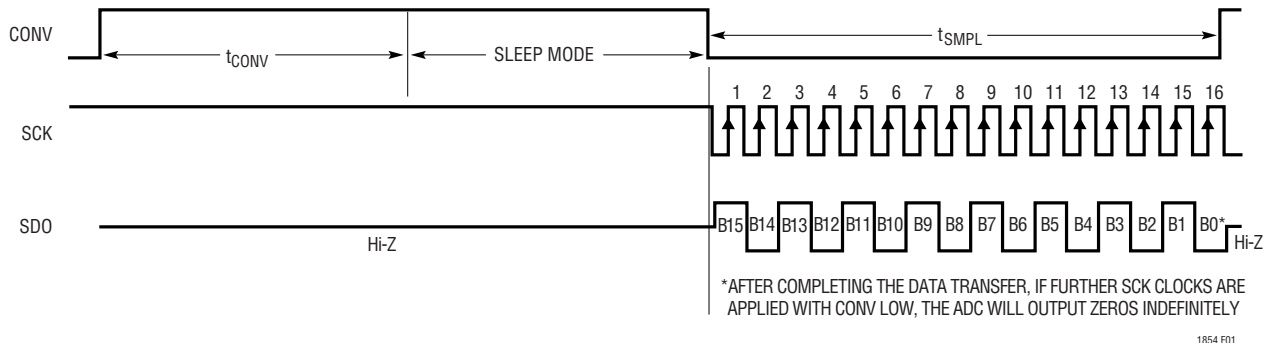 CONV
tCONV
SLEEP MODE
tSMPL
1 2 3 4 5 6 7 8 9 10 11 12 13 14 15 16
SCK
SDO
Hi-Z
B15 B14 B13 B12 B11 B10 B9 B8 B7 B6 B5 B4 B3 B2 B1 B0*
Hi-Z
*AFTER COMPLETING THE DATA TRANSFER, IF FURTHER SCK CLOCKS ARE
APPLIED WITH CONV LOW, THE ADC WILL OUTPUT ZEROS INDEFINITELY
1854 F01